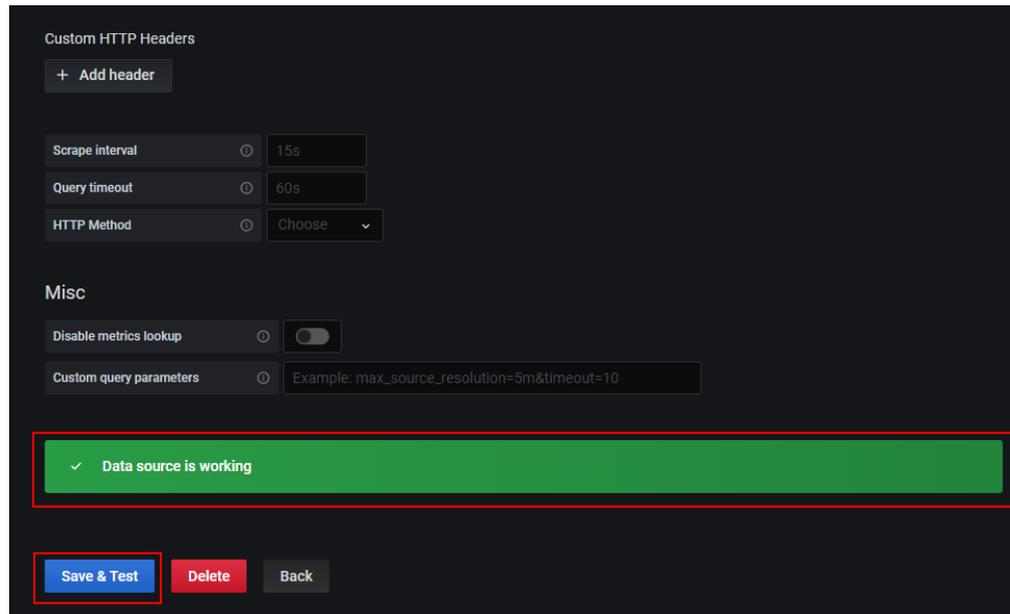 Custom HTTP Headers
+ Add header
Scrape interval 15s
Query timeout 60s
HTTP Method Choose
Misc
Disable metrics lookup
Custom query parameters Example: max_source_resolution=5m&timeout=10
Data source is working
Save & Test Delete Back